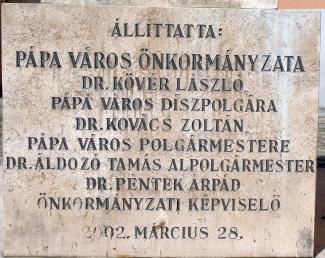 ÁLLÍTTATTA:
PÁPA VÁROS ÖNKORMÁNYZATA
DR. KÖVÉR LÁSZLÓ
PÁPA VÁROS DÍSZPOLGÁRA
DR. KOVÁCS ZOLTÁN
PÁPA VÁROS POLGÁRMESTERE
DR. ÁLDOZÓ TAMÁS ALPOLGÁRMESTER
DR. PÉNTEK ÁRPÁD
ÖNKORMÁNYZATI KÉPVISELŐ
2002. MÁRCIUS 28.